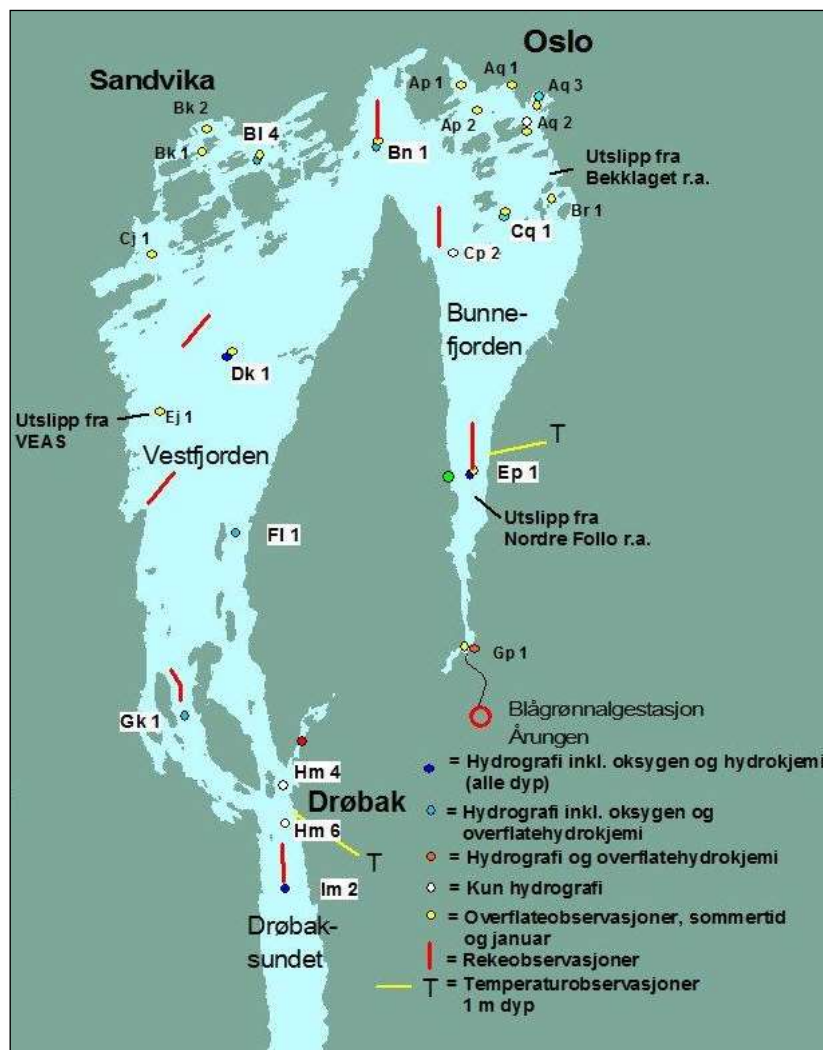 Oslo
Sandvika
Ap 1
Aq 1
Aq 3
Bk 2
Bl 4
Ap 2
Aq 2
Bk 1
Bn 1
Utslipp fra
Bekklaget r.a.
Br 1
Cj 1
Cq 1
Cp 2
Bunne-
fjorden
Dk 1
Utslipp fra
VEAS
Ej 1
T
Vestfjorden
Ep 1
Utslipp fra
Nordre Follo r.a.
Fl 1
Gp 1
Gk 1
Blågrønnalgestasjon
Årungen
Hm 4
Drøbak
Hm 6
T
Im 2
Drøbak-
sundet
= Hydrografi inkl. oksygen og hydrokjemi
(alle dyp)
= Hydrografi inkl. oksygen og
overflatehydrokjemi
= Hydrografi og overflatehydrokjemi
= Kun hydrografi
= Overflateobservasjoner, sommertid
og januar
= Rekeobservasjoner
T = Temperaturobservasjoner
1 m dyp